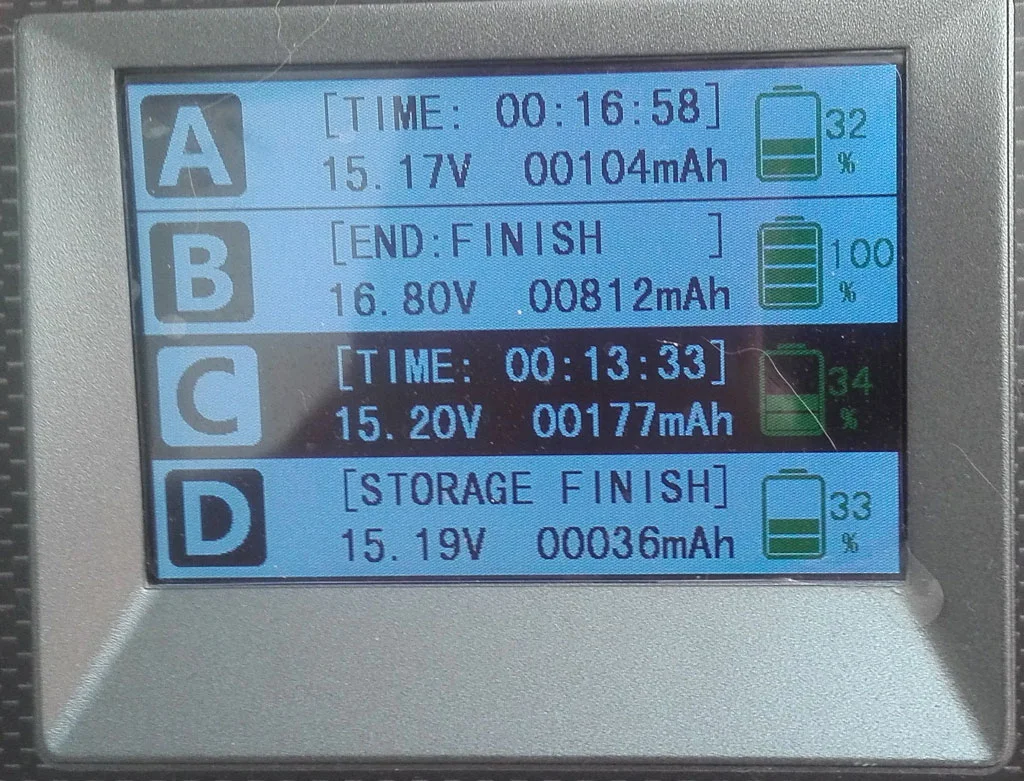 A
[TIME: 00:16:58]
32
15.17V 00104mAh
%
B
[END:FINISH ]
100
16.80V 00812mAh
%
C
[TIME: 00:13:33]
34
15.20V 00177mAh
%
D
[STORAGE FINISH]
33
15.19V 00036mAh
%